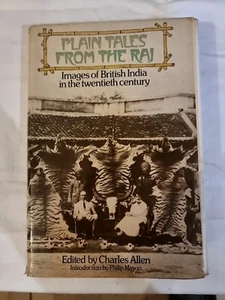 PLAIN TALES
FROM THE RAJ
Images of British India
in the twentieth century
Edited by Charles Allen
Introduction by Philip Mason